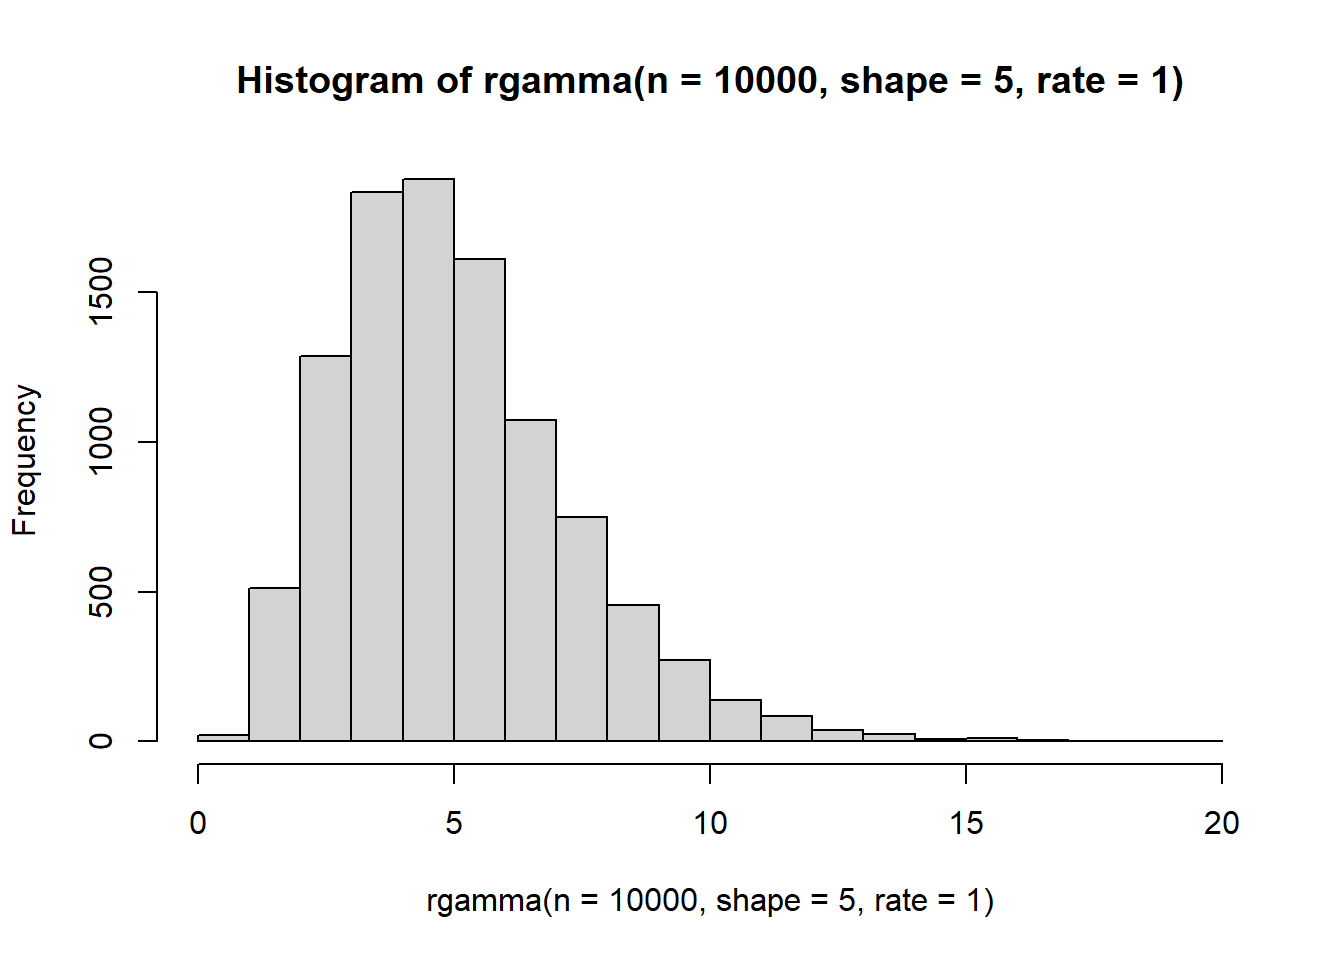 Histogram of rgamma(n = 10000, shape = 5, rate = 1)
Frequency
1500
1000
500
0
0 5 10 15 20
rgamma(n = 10000, shape = 5, rate = 1)